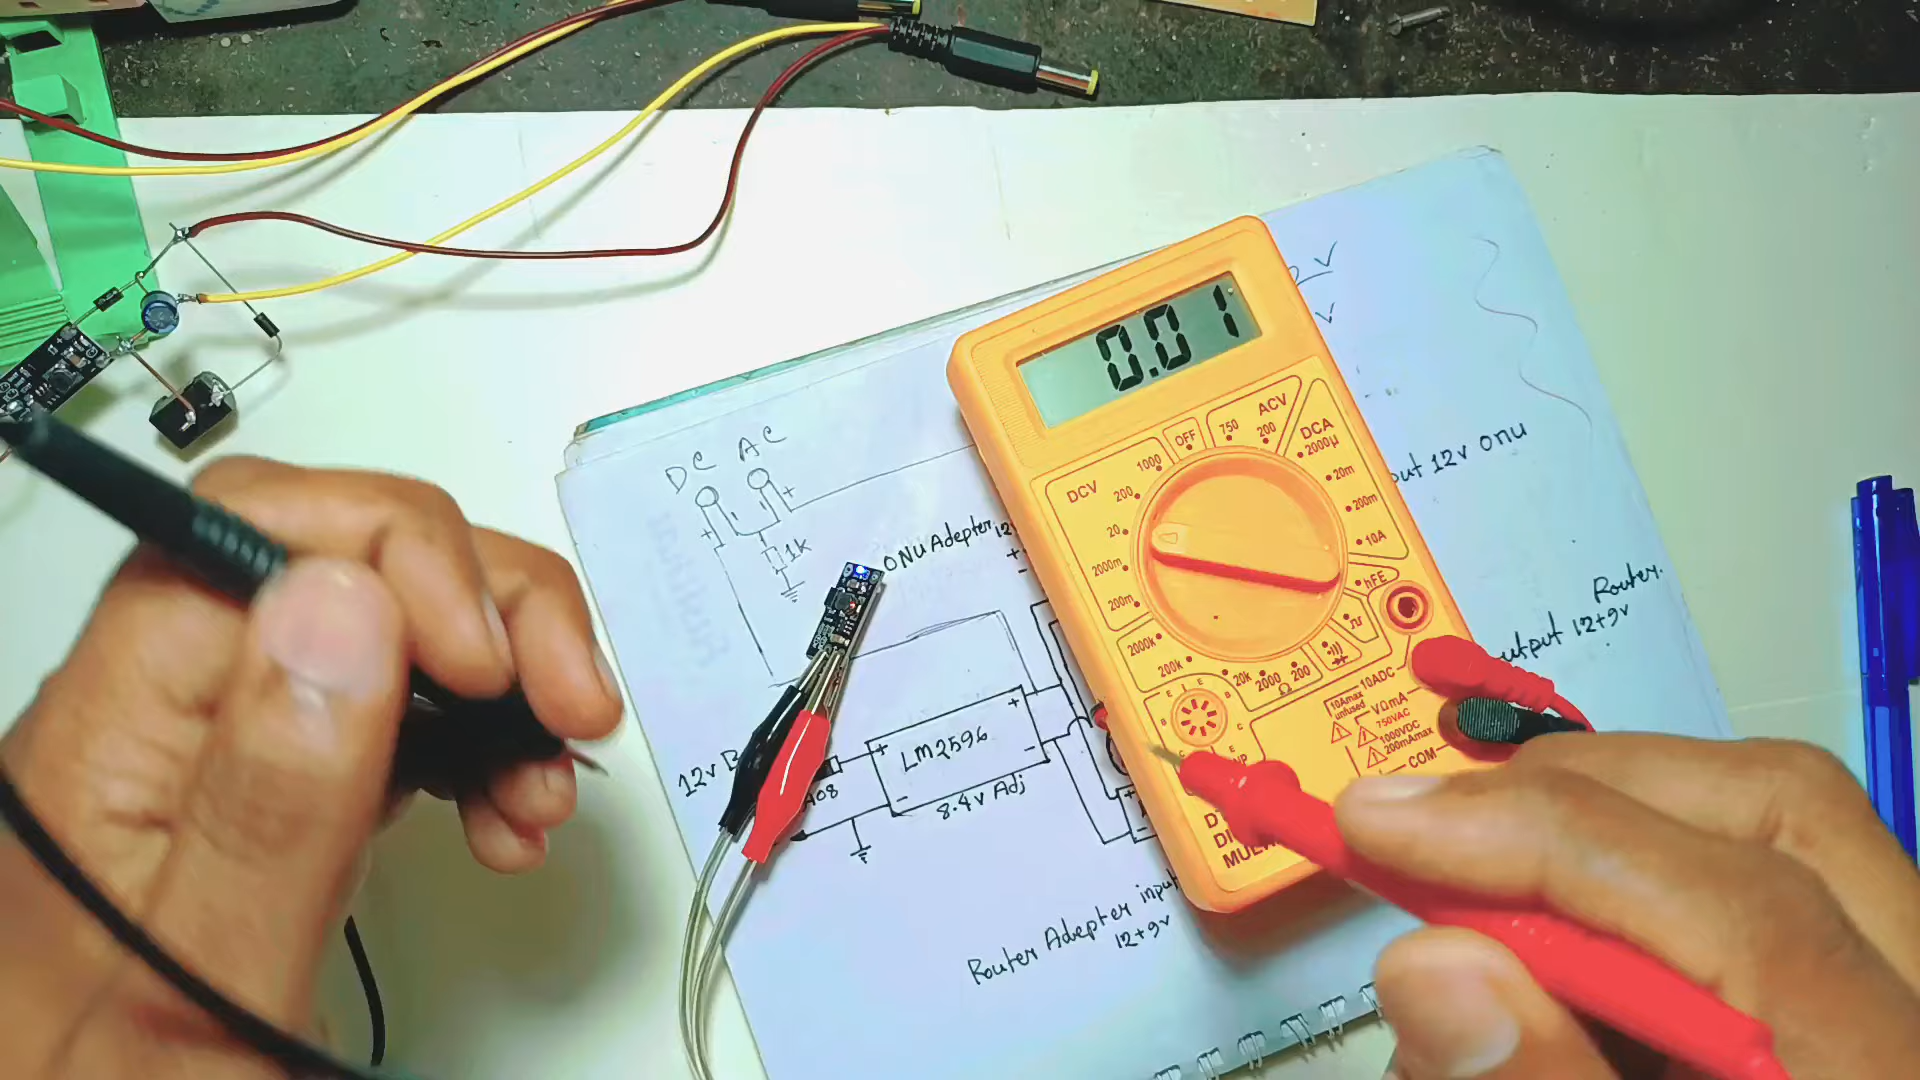 0.01
OFF
750
200
ACV
DCA
2000µ
20m
200m
10A
hFE
DCV
1000
200
20
2000m
200m
2000k
200k
20k
2000
200
Ω
10ADC
10Amax
unfused
VΩmA
750VAC
1000VDC
200mAmax
COM
E
E
B
B
C
E
C
DC AC
+
-
+
1k
ONU Adepter 12v
+
-
out 12v onu
Router
output 12+9v
V
V
12v B
A08
+
-
LM2596
+
-
8.4v Adj
Router Adepter input
12+9v